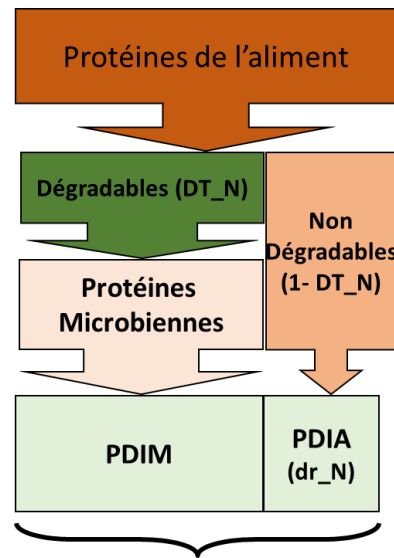 Protéines de l’aliment
Dégradables (DT_N)
Non
Dégradables
(1- DT_N)
Protéines
Microbiennes
PDIM
PDIA
(dr_N)